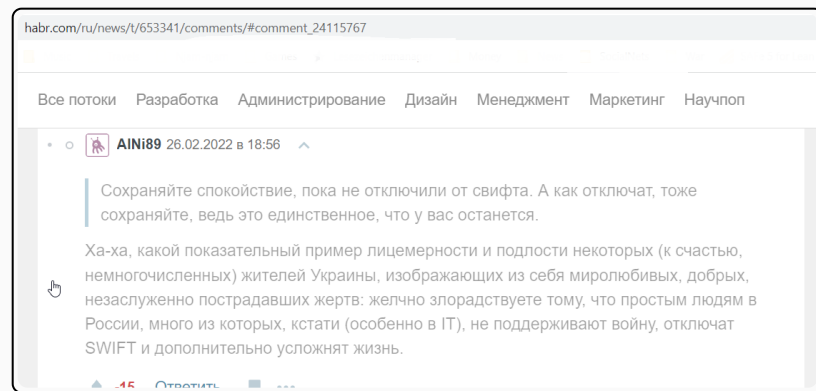 habr.com/ru/news/t/653341/comments/#comment_24115767
Все потоки Разработка Администрирование Дизайн Менеджмент Маркетинг Научпоп
AlNi89 26.02.2022 в 18:56
Сохраняйте спокойствие, пока не отключили от свифта. А как отключат, тоже
сохраняйте, ведь это единственное, что у вас останется.
Ха-ха, какой показательный пример лицемерности и подлости некоторых (к счастью,
немногочисленных) жителей Украины, изображающих из себя миролюбивых, добрых,
незаслуженно пострадавших жертв: желчно злорадствуете тому, что простым людям в
России, много из которых, кстати (особенно в IT), не поддерживают войну, отключат
SWIFT и дополнительно усложнят жизнь.
-15 Ответить